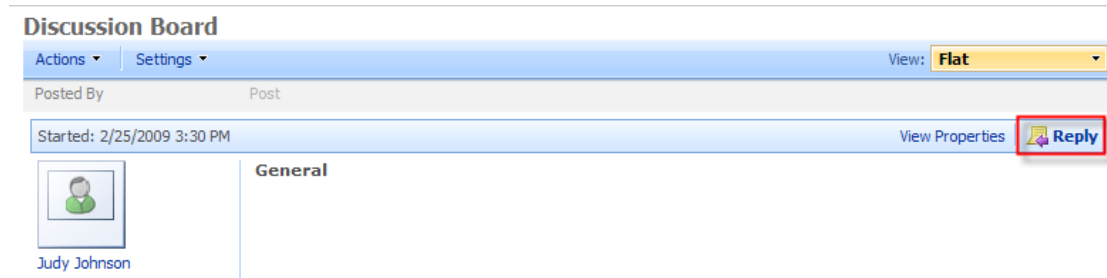 Discussion Board
Actions Settings View: Flat
Posted By Post
Started: 2/25/2009 3:30 PM View Properties Reply
General
Judy Johnson